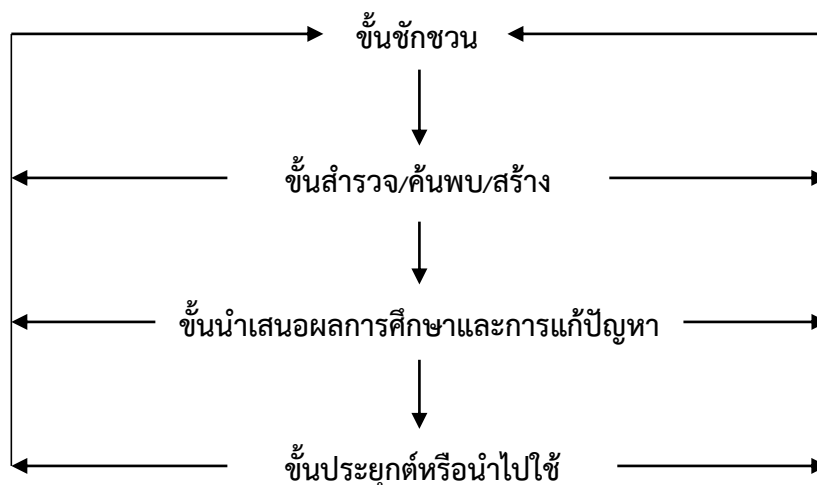 ขั้นชักชวน
ขั้นสำรวจ/ค้นพบ/สร้าง
ขั้นนำเสนอผลการศึกษาและการแก้ปัญหา
ขั้นประยุกต์หรือนำไปใช้